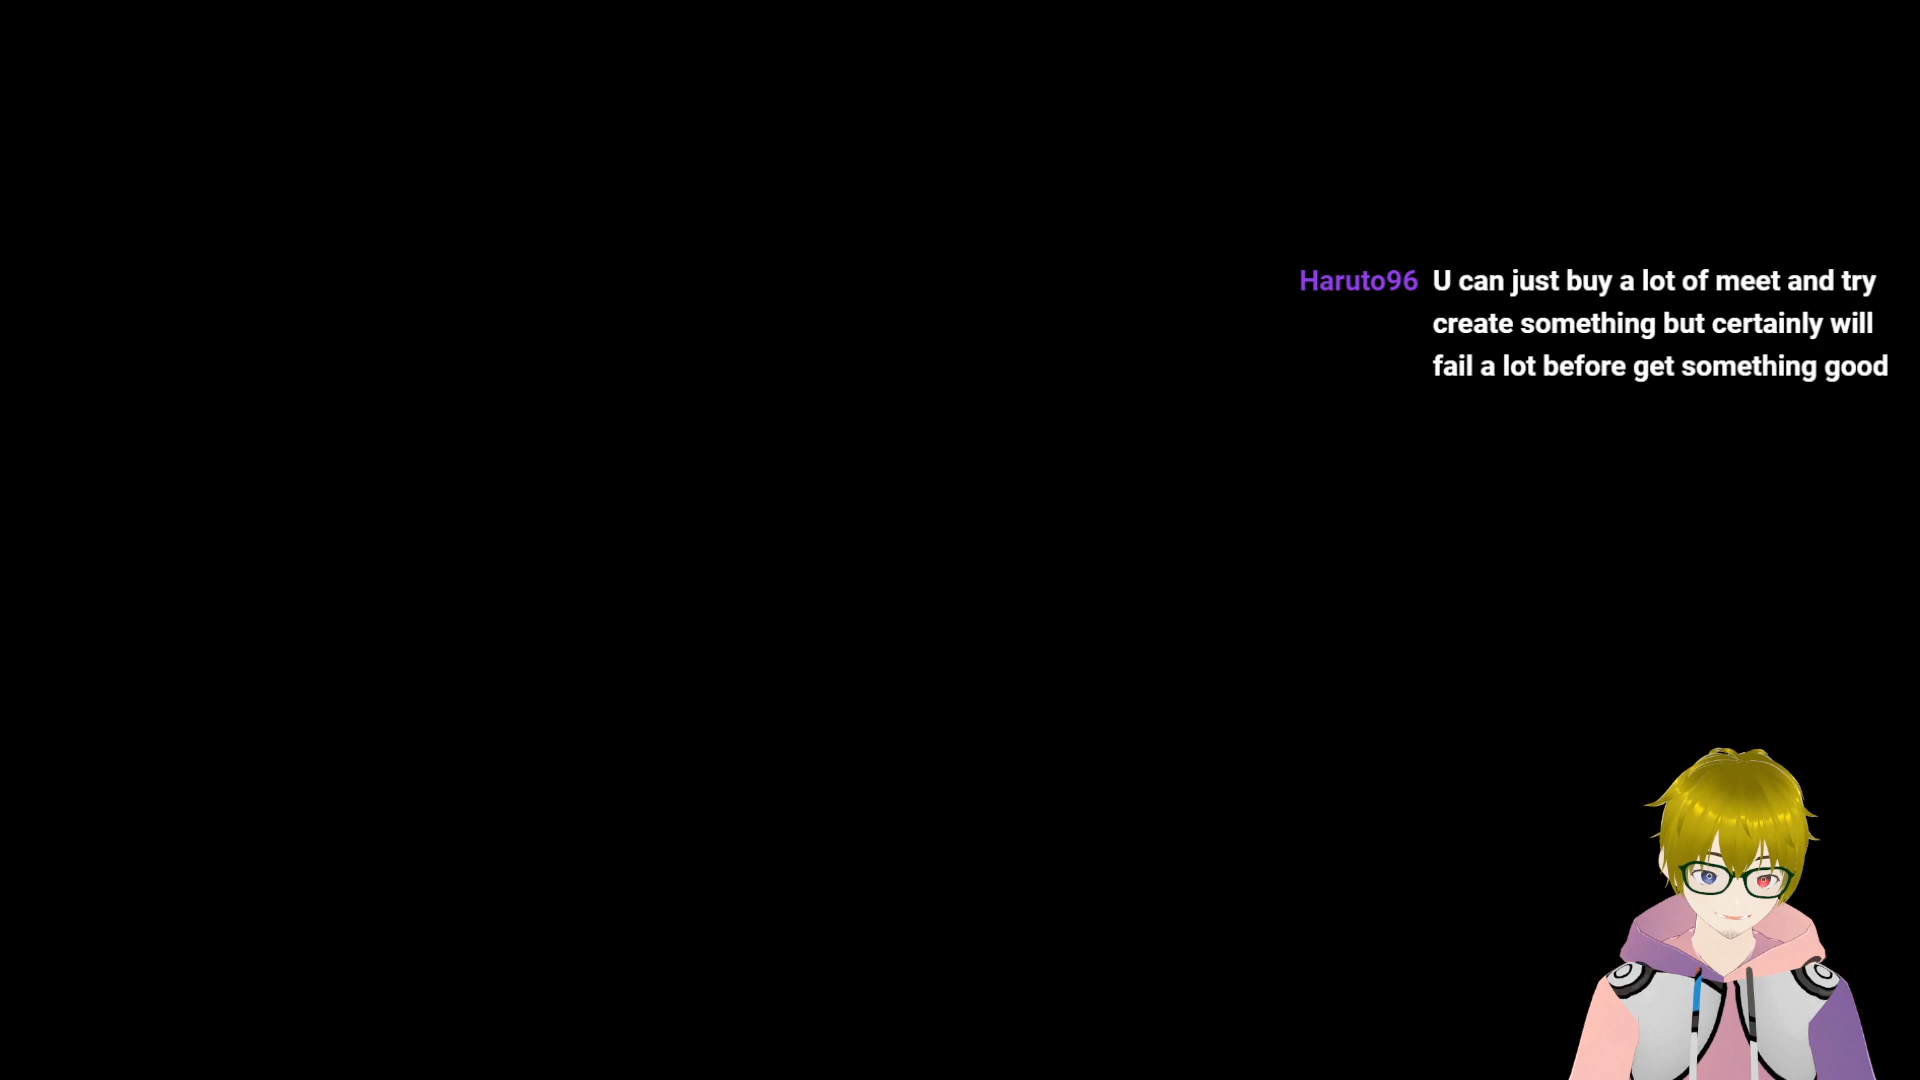 Haruto96 U can just buy a lot of meet and try
create something but certainly will
fail a lot before get something good